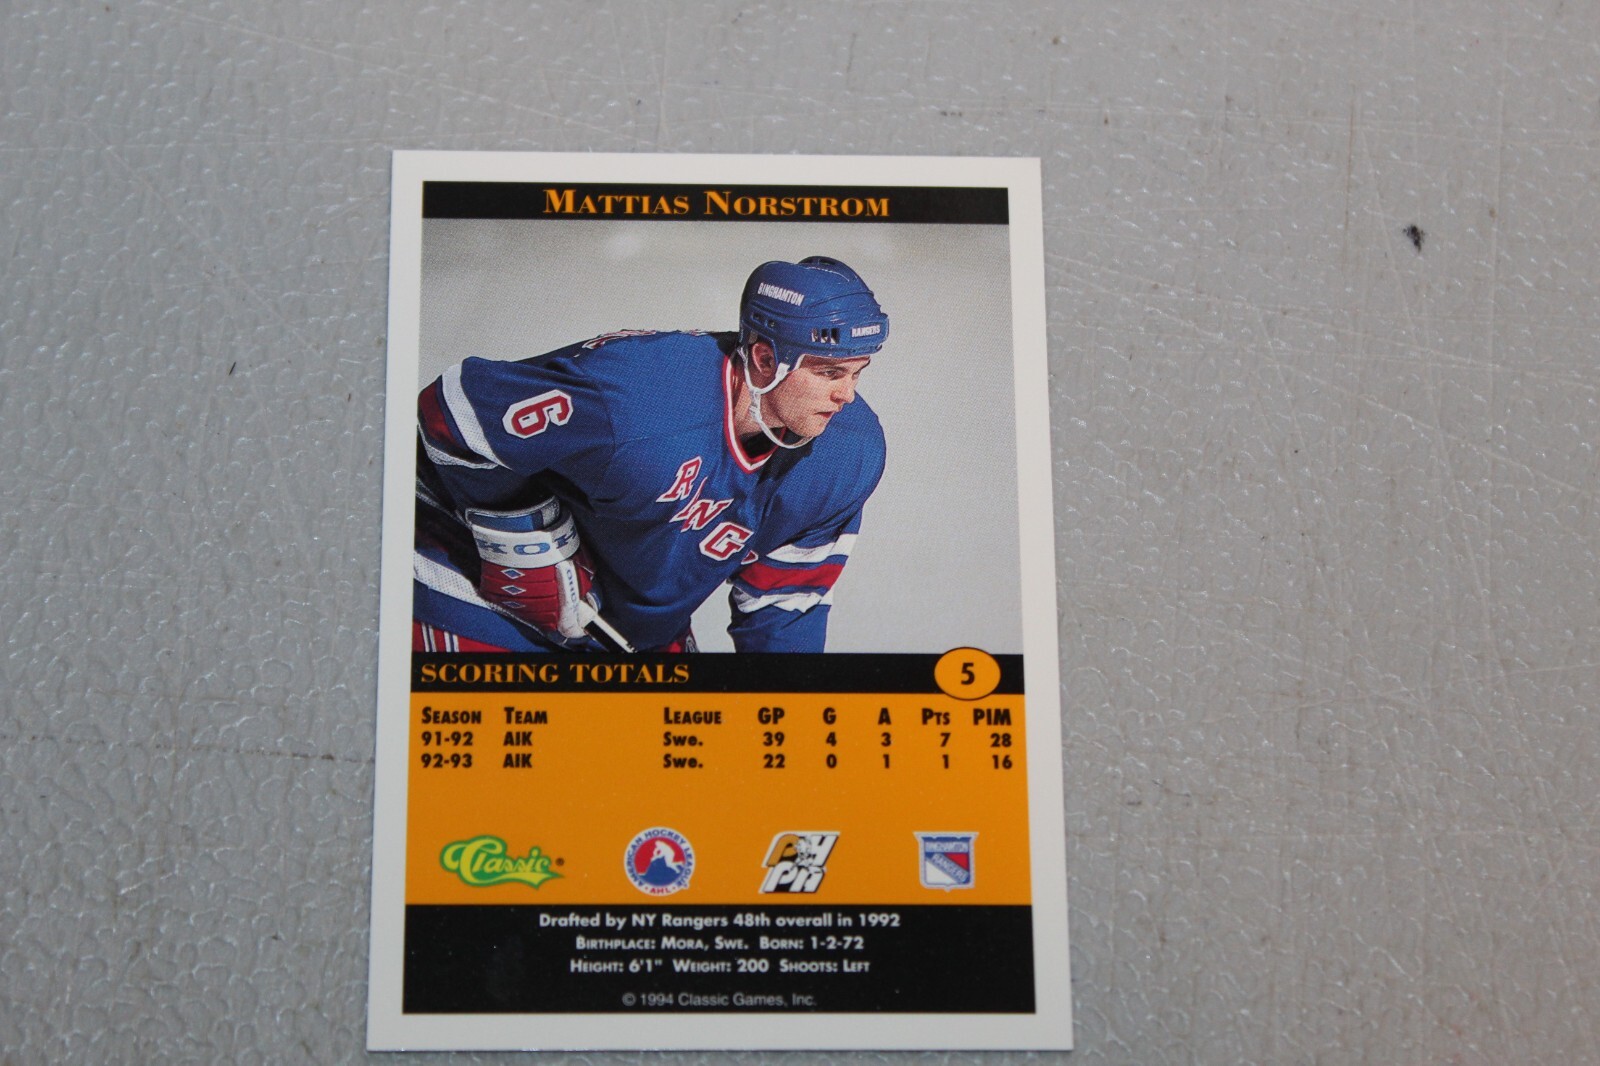 MATTIAS NORSTROM
BINGHAMTON
RANGERS
6
RANG
KOHO
SCORING TOTALS
5
SEASON TEAM LEAGUE GP G A PTS PIM
91-92 AIK Swe. 39 4 3 7 28
92-93 AIK Swe. 22 0 1 1 16
Classic®
AMERICAN HOCKEY LEAGUE
AHL
PHPA
BINGHAMTON
RANGERS
Drafted by NY Rangers 48th overall in 1992
BIRTHPLACE: MORA, SWE. BORN: 1-2-72
HEIGHT: 6'1" WEIGHT: 200 SHOOTS: LEFT
© 1994 Classic Games, Inc.